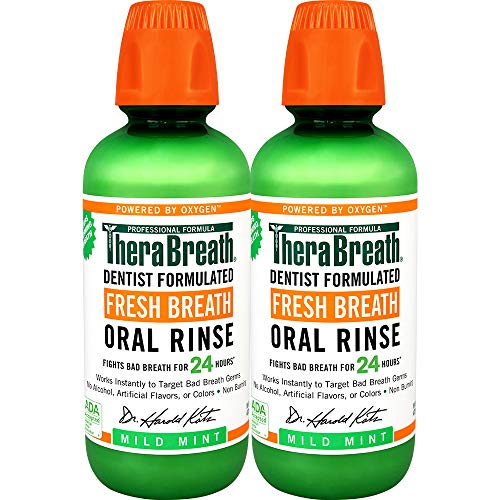 POWERED BY OXYGEN™
PROFESSIONAL FORMULA
TheraBreath®
DENTIST FORMULATED
FRESH BREATH
ORAL RINSE
FIGHTS BAD BREATH FOR 24 HOURS*
Works Instantly to Target Bad Breath Germs
No Alcohol, Artificial Flavors, or Colors • Non Burning
Dr. Harold Katz
ADA
MILD MINT
POWERED BY OXYGEN™
PROFESSIONAL FORMULA
TheraBreath®
DENTIST FORMULATED
FRESH BREATH
ORAL RINSE
FIGHTS BAD BREATH FOR 24 HOURS*
Works Instantly to Target Bad Breath Germs
No Alcohol, Artificial Flavors, or Colors • Non Burning
Dr. Harold Katz
ADA
MILD MINT